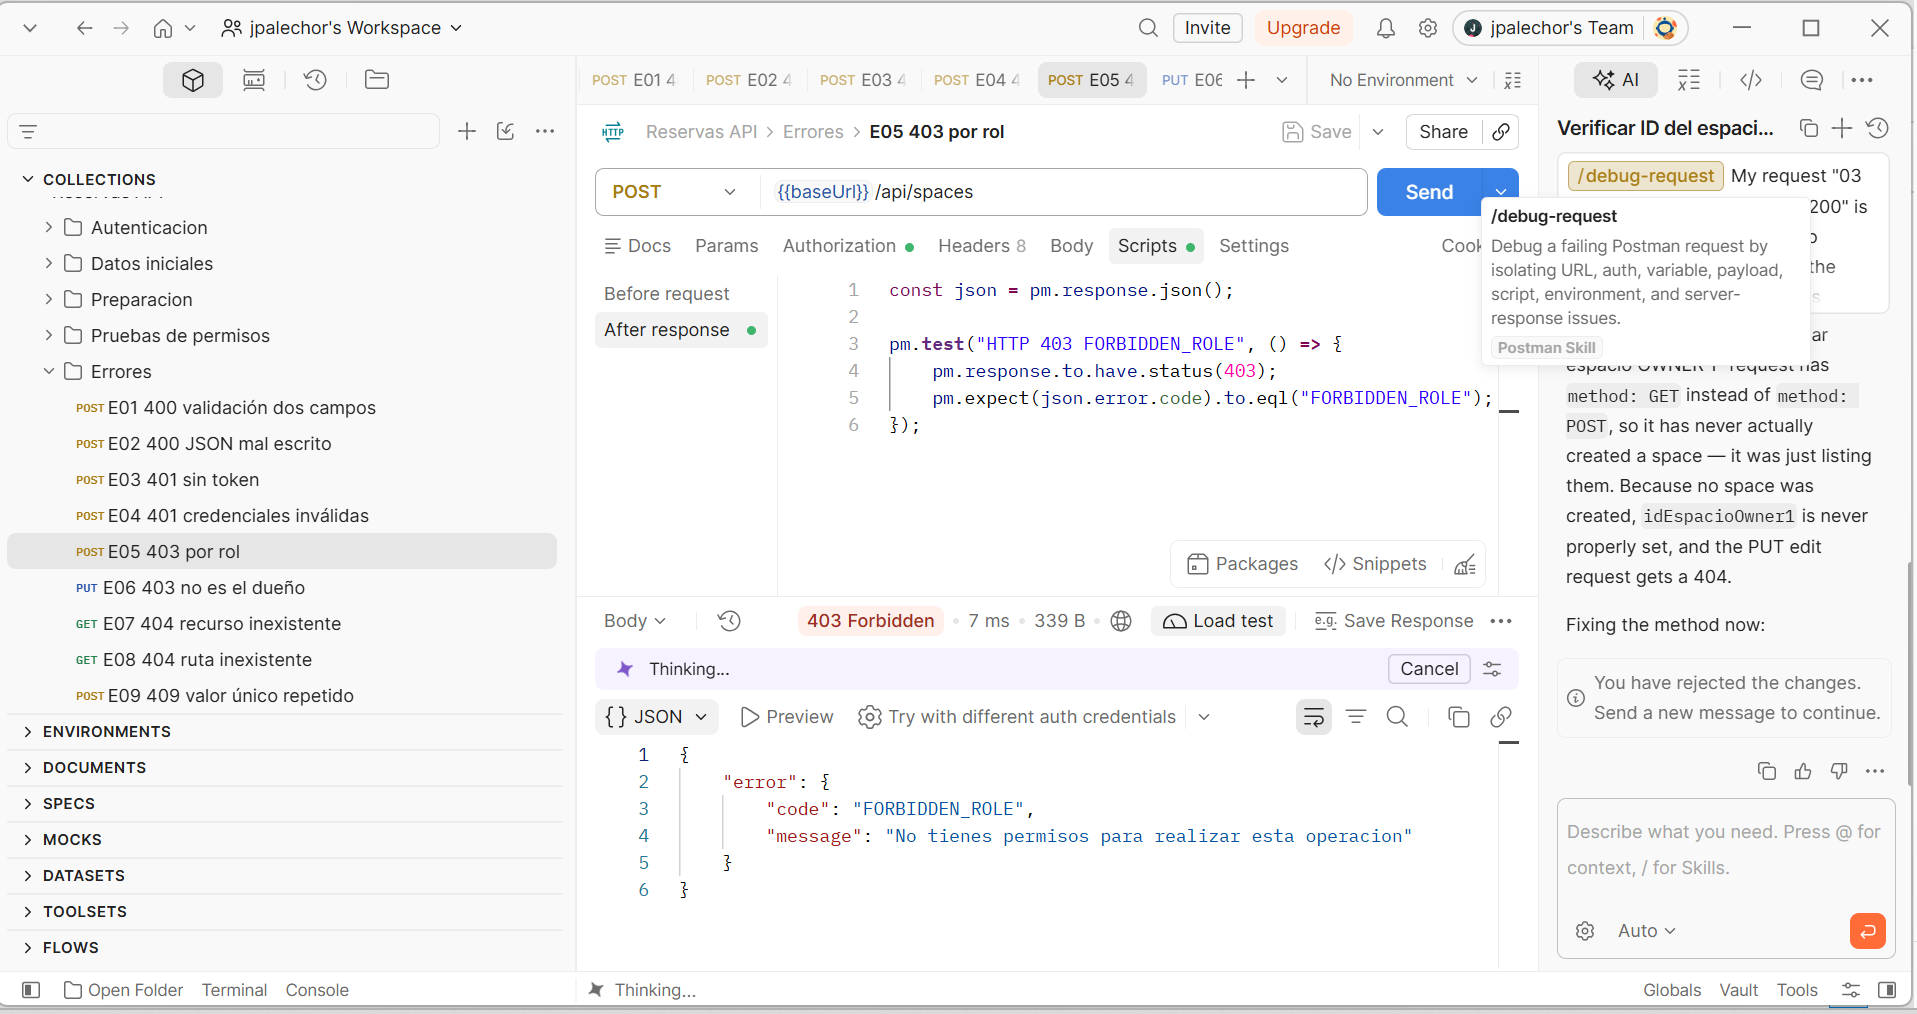 jpalechor's Workspace
Invite
Upgrade
J
jpalechor's Team
COLLECTIONS
Autenticacion
Datos iniciales
Preparacion
Pruebas de permisos
Errores
POST E01 400 validación dos campos
POST E02 400 JSON mal escrito
POST E03 401 sin token
POST E04 401 credenciales inválidas
POST E05 403 por rol
PUT E06 403 no es el dueño
GET E07 404 recurso inexistente
GET E08 404 ruta inexistente
POST E09 409 valor único repetido
ENVIRONMENTS
DOCUMENTS
SPECS
MOCKS
DATASETS
TOOLSETS
FLOWS
POST E01 4 POST E02 4 POST E03 4 POST E04 4 POST E05 4 PUT E06
No Environment
HTTP Reservas API > Errores > E05 403 por rol
Save
Share
POST
{{baseUrl}} /api/spaces
Send
Docs Params Authorization Headers 8 Body Scripts Settings Cook
Before request
After response
1 const json = pm.response.json();
2
3 pm.test("HTTP 403 FORBIDDEN_ROLE", () => {
4 pm.response.to.have.status(403);
5 pm.expect(json.error.code).to.eql("FORBIDDEN_ROLE");
6 });
Packages
Snippets
Body
403 Forbidden • 7 ms • 339 B
Load test
e.g. Save Response
Thinking...
Cancel
{} JSON
Preview
Try with different auth credentials
1 {
2 "error": {
3 "code": "FORBIDDEN_ROLE",
4 "message": "No tienes permisos para realizar esta operacion"
5 }
6 }
AI
Verificar ID del espaci...
/debug-request My request "03
200" is
the
/debug-request
Debug a failing Postman request by
isolating URL, auth, variable, payload,
script, environment, and server-
response issues.
Postman Skill
ar
request has
method: GET instead of method:
POST, so it has never actually
created a space — it was just listing
them. Because no space was
created, idEspacioOwner1 is never
properly set, and the PUT edit
request gets a 404.
Fixing the method now:
You have rejected the changes.
Send a new message to continue.
Describe what you need. Press @ for
context, / for Skills.
Auto
Open Folder
Terminal
Console
Thinking...
Globals
Vault
Tools